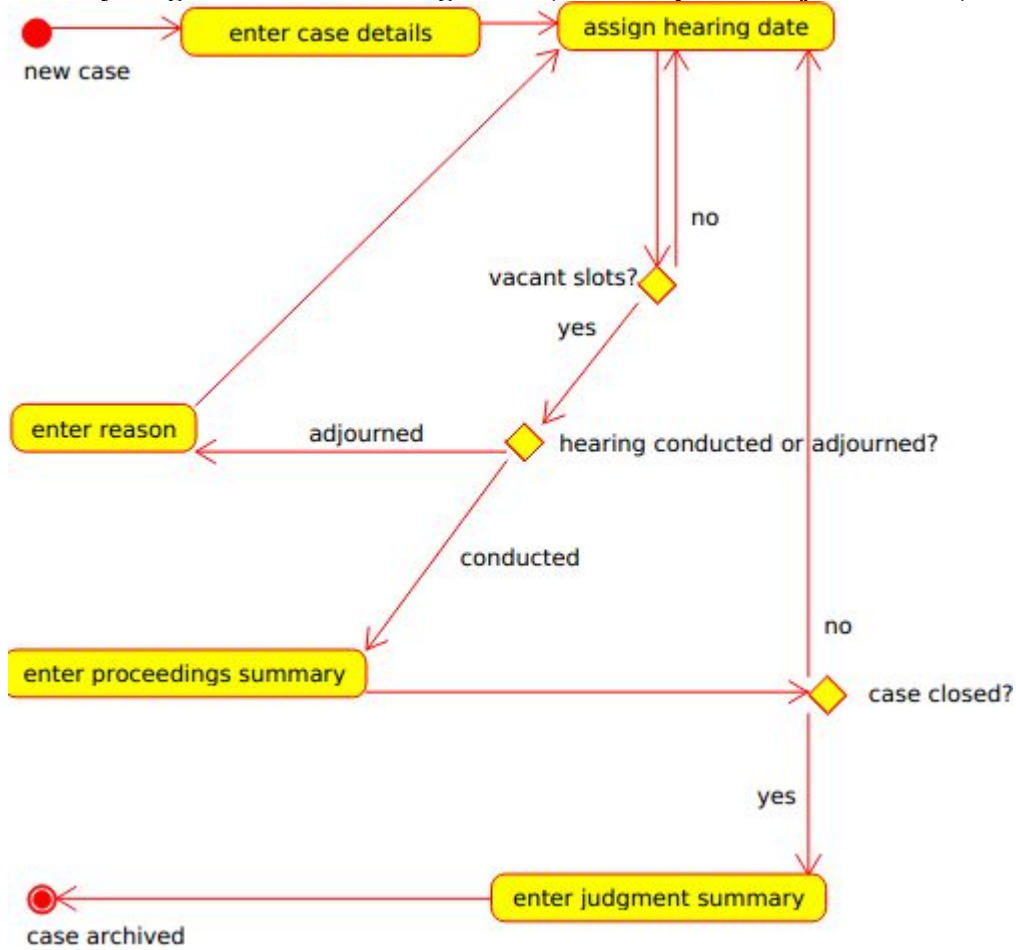 enter case details
assign hearing date
new case
no
vacant slots?
yes
enter reason
adjourned
hearing conducted or adjourned?
conducted
no
enter proceedings summary
case closed?
yes
enter judgment summary
case archived